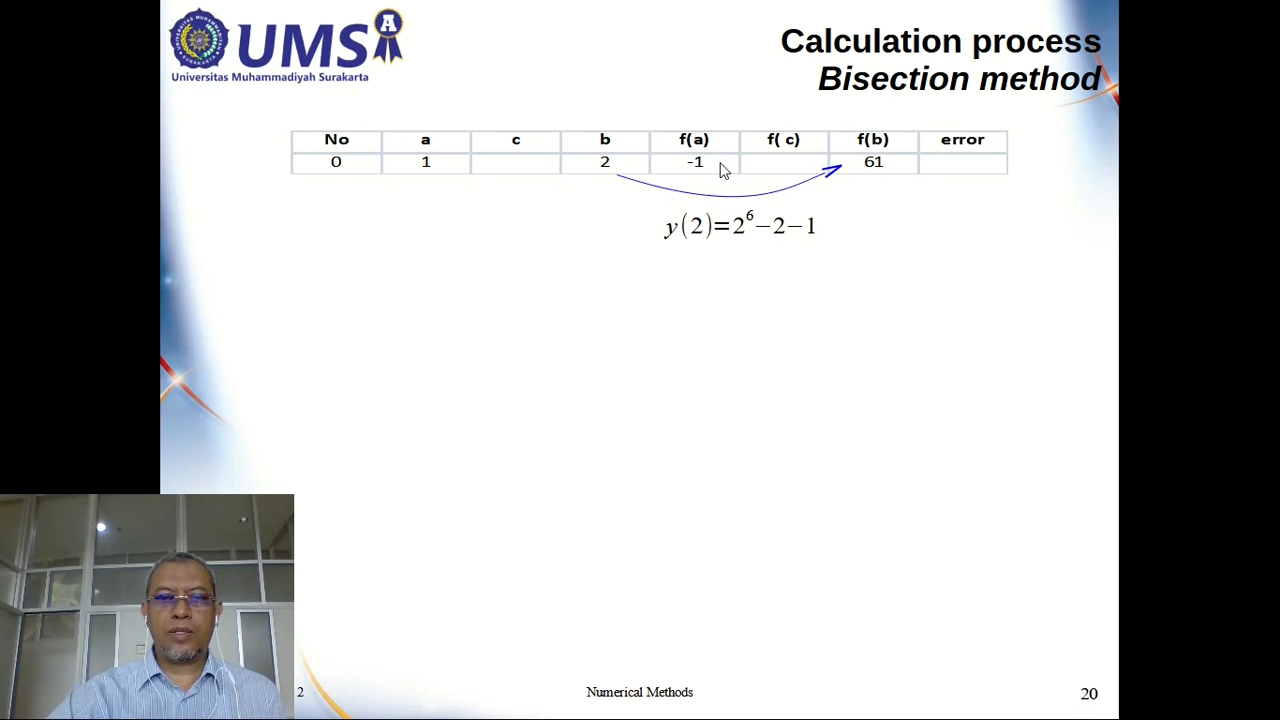 UMS
A
Universitas Muhammadiyah Surakarta
Calculation process
Bisection method
No a c b f(a) f( c) f(b) error
0 1 2 -1 61
y(2)=2⁶−2−1
2
Numerical Methods
20